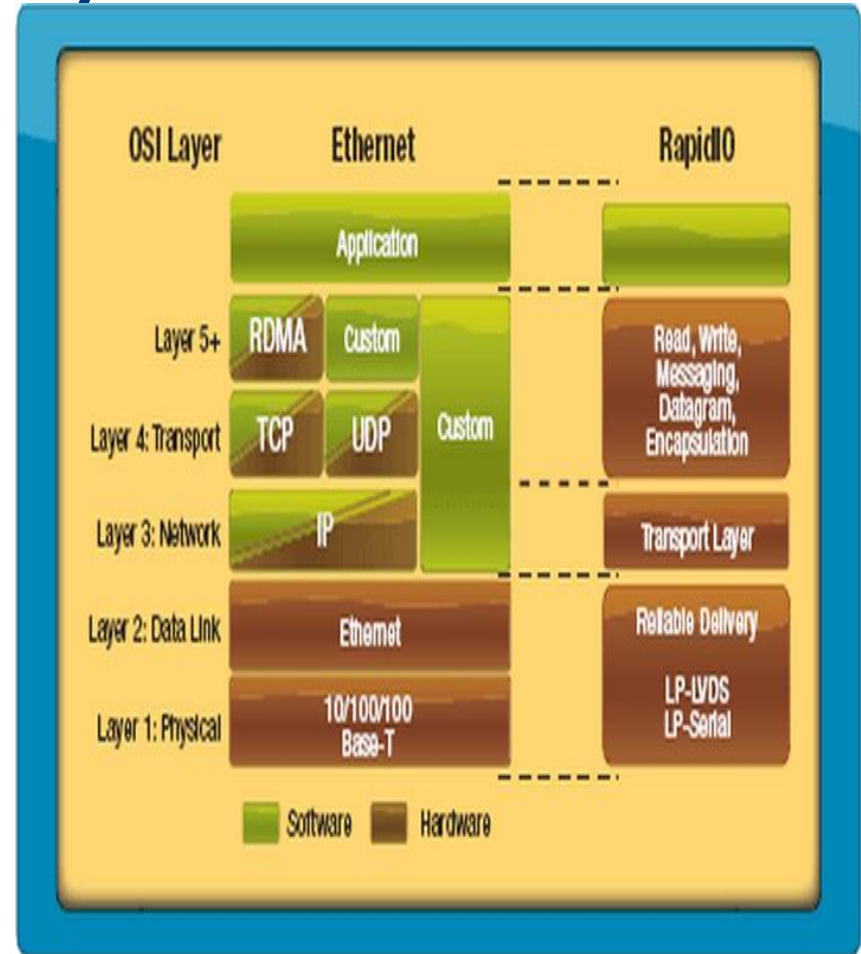 OSI Layer Ethernet RapidIO
Application
Layer 5+ RDMA Custom
Custom
Layer 4: Transport TCP UDP
Read, Write,
Messaging,
Datagram,
Encapsulation
Layer 3: Network IP
Transport Layer
Layer 2: Data Link Ethernet
Reliable Delivery
Layer 1: Physical
10/100/100
Base-T
LP-LVDS
LP-Serial
Software Hardware